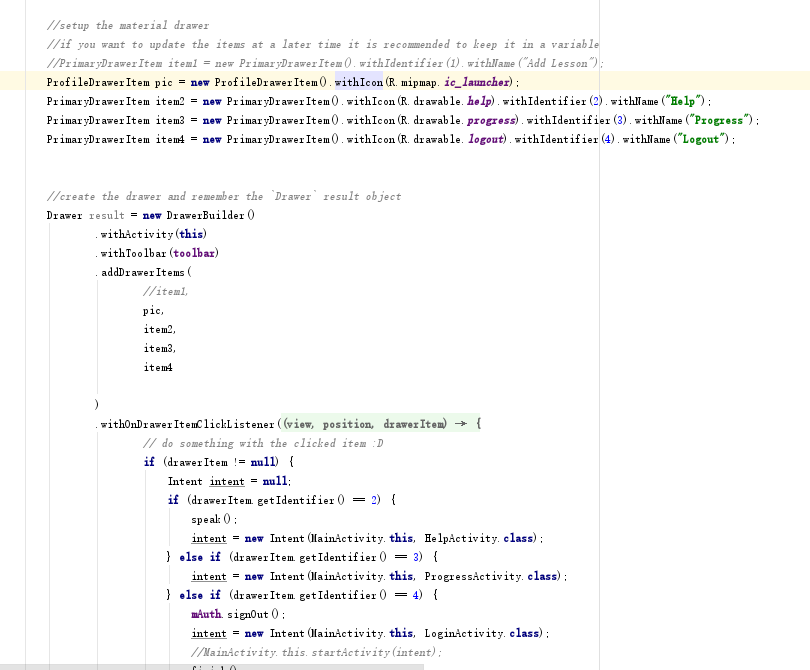 //setup the material drawer
//if you want to update the items at a later time it is recommended to keep it in a variable
//PrimaryDrawerItem item1 = new PrimaryDrawerItem().withIdentifier(1).withName("Add Lesson");
ProfileDrawerItem pic = new ProfileDrawerItem().withIcon(R.mipmap.ic_launcher);
PrimaryDrawerItem item2 = new PrimaryDrawerItem().withIcon(R.drawable.help).withIdentifier(2).withName("Help");
PrimaryDrawerItem item3 = new PrimaryDrawerItem().withIcon(R.drawable.progress).withIdentifier(3).withName("Progress");
PrimaryDrawerItem item4 = new PrimaryDrawerItem().withIcon(R.drawable.logout).withIdentifier(4).withName("Logout");
//create the drawer and remember the `Drawer` result object
Drawer result = new DrawerBuilder()
.withActivity(this)
.withToolbar(toolbar)
.addDrawerItems(
//item1,
pic,
item2,
item3,
item4
)
.withOnDrawerItemClickListener((view, position, drawerItem) → {
// do something with the clicked item :D
if (drawerItem != null) {
Intent intent = null;
if (drawerItem.getIdentifier() == 2) {
speak();
intent = new Intent(MainActivity.this, HelpActivity.class);
} else if (drawerItem.getIdentifier() == 3) {
intent = new Intent(MainActivity.this, ProgressActivity.class);
} else if (drawerItem.getIdentifier() == 4) {
mAuth.signOut();
intent = new Intent(MainActivity.this, LoginActivity.class);
//MainActivity.this.startActivity(intent);